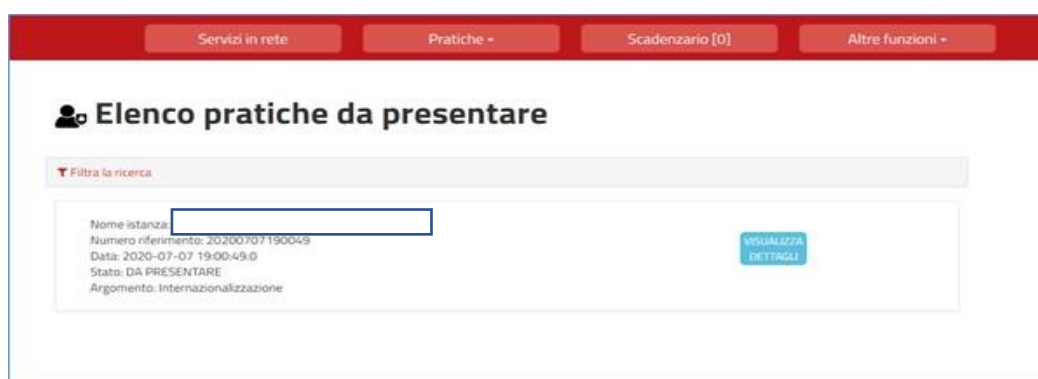 Servizi in rete
Pratiche
Scadenzario [0]
Altre funzioni
Elenco pratiche da presentare
Filtra la ricerca
Nome istanza:
Numero riferimento: 20200707190049
Data: 2020-07-07 19:00:49.0
Stato: DA PRESENTARE
Argomento: Internazionalizzazione
VISUALIZZA
DETTAGLI